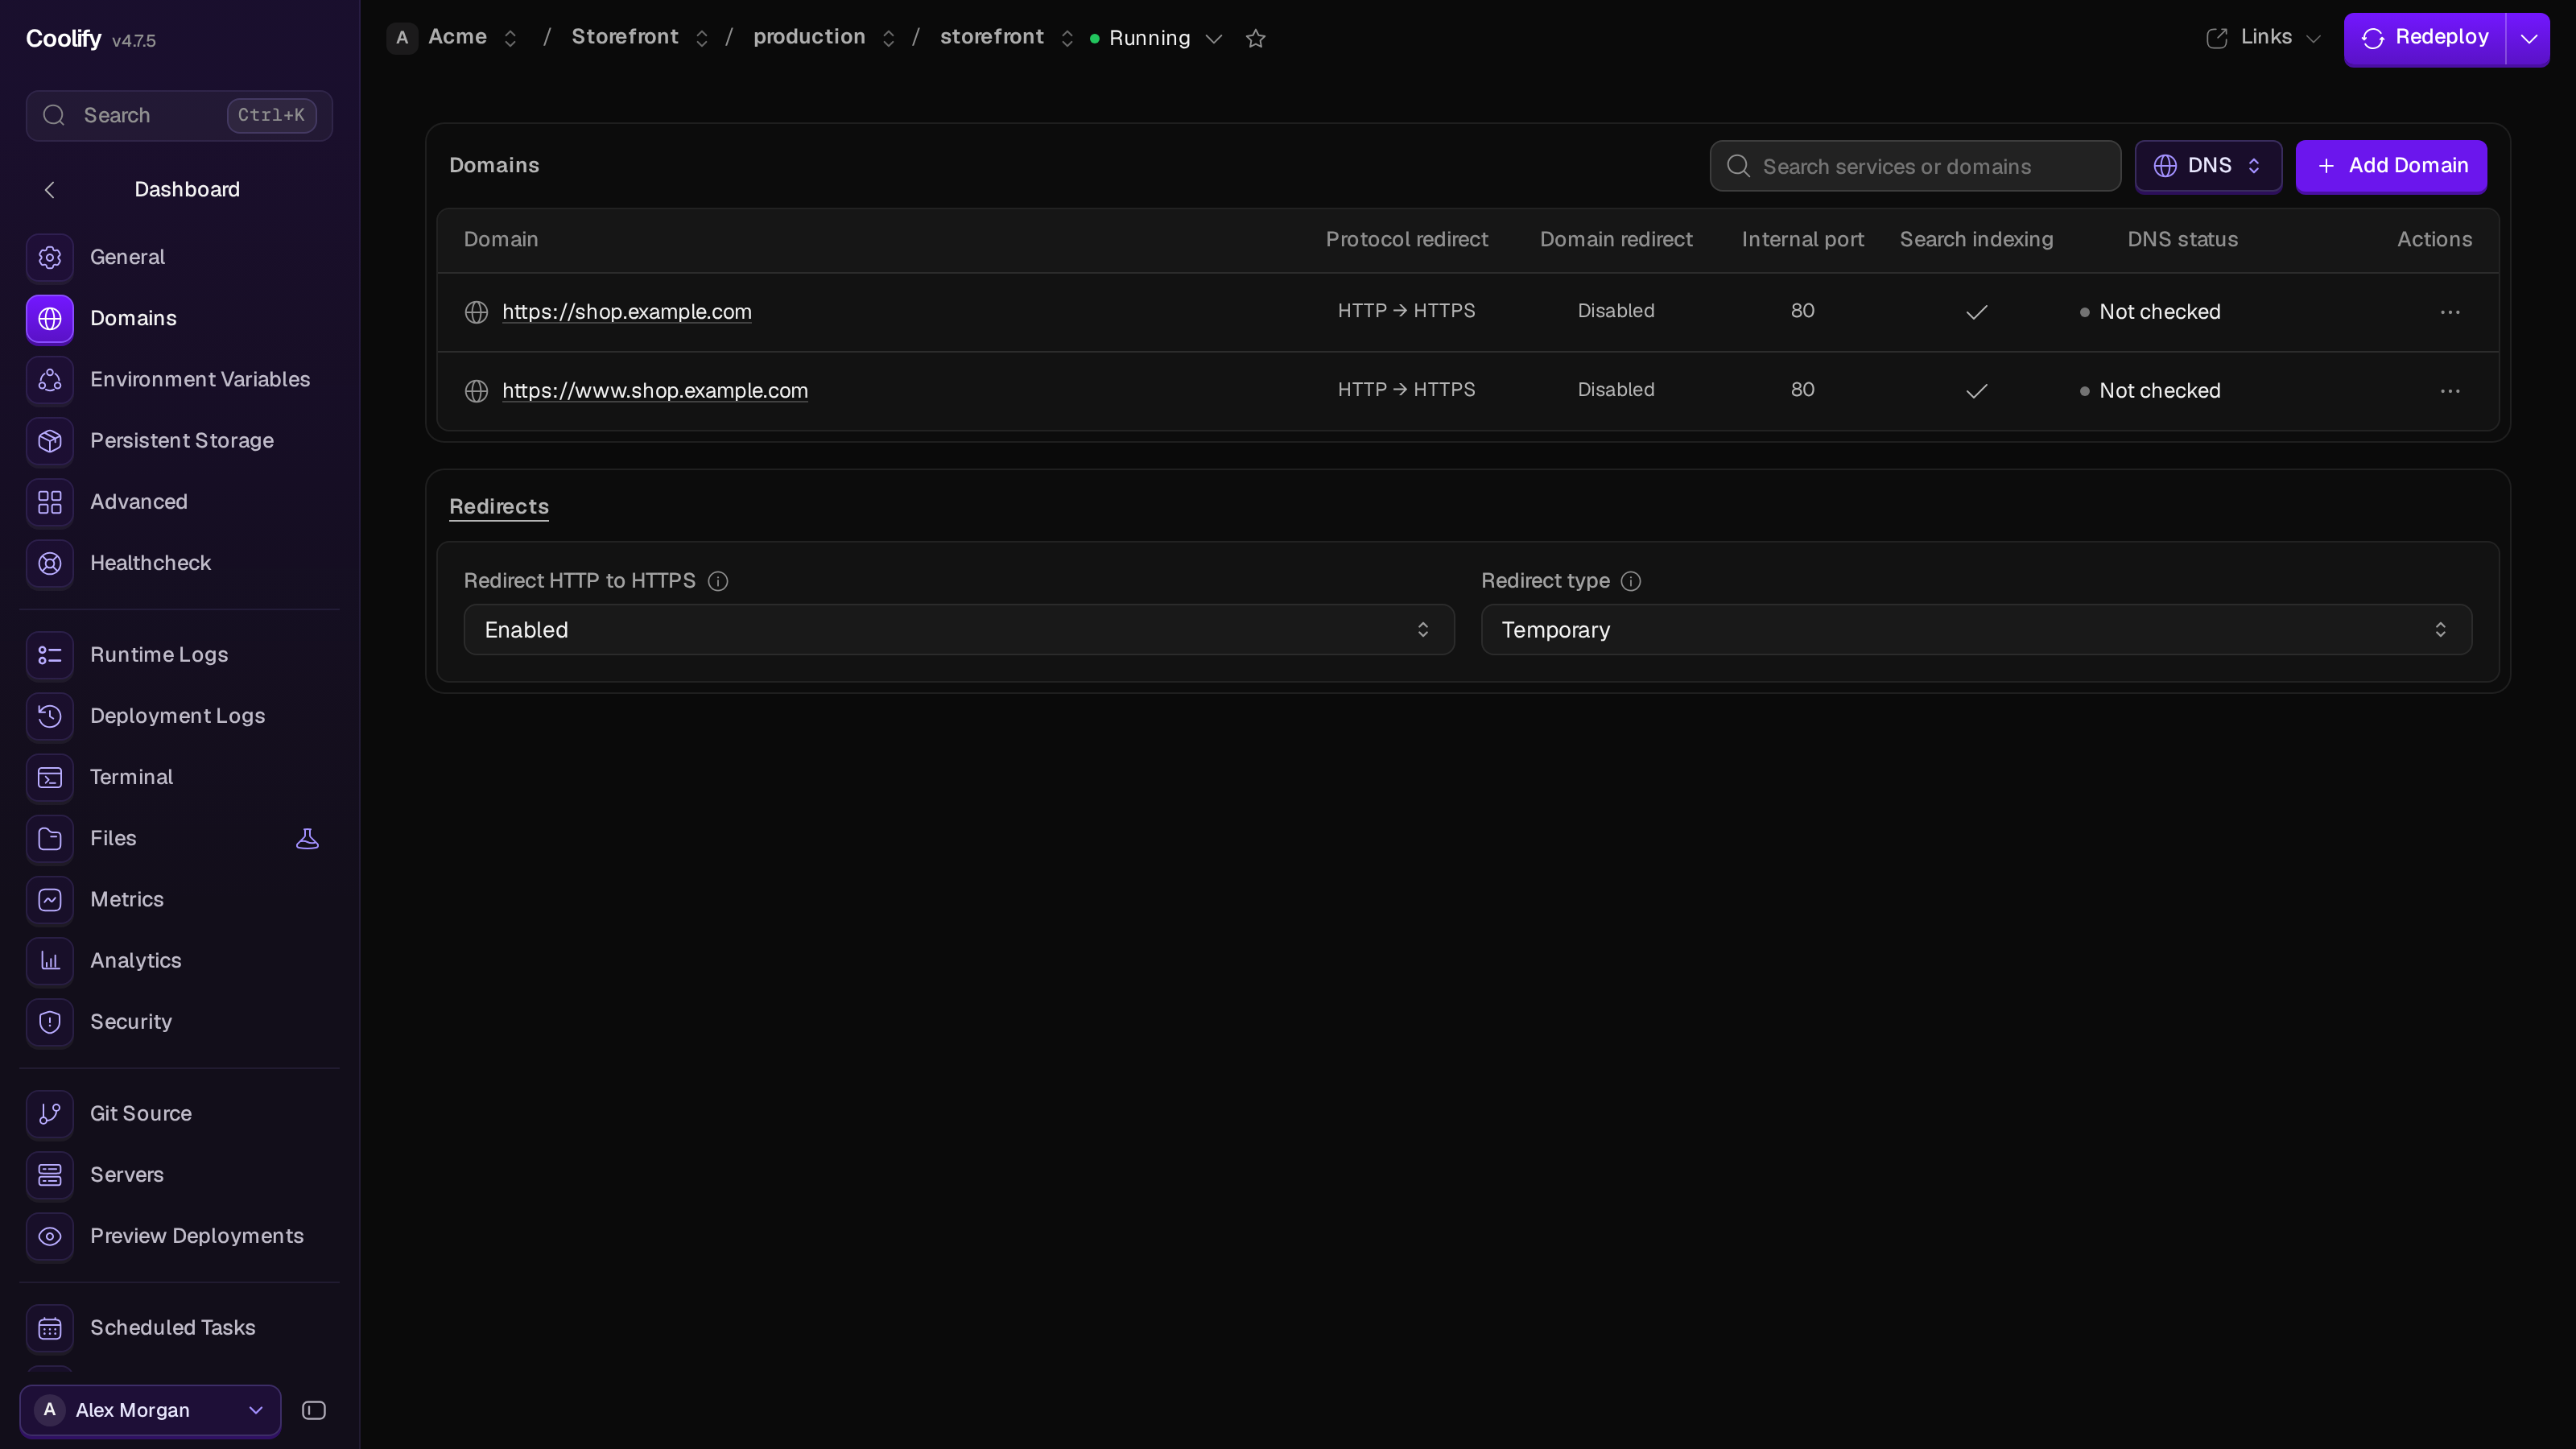 Coolify v4.7.5
Search Ctrl+K
Dashboard
General
Domains
Environment Variables
Persistent Storage
Advanced
Healthcheck
Runtime Logs
Deployment Logs
Terminal
Files
Metrics
Analytics
Security
Git Source
Servers
Preview Deployments
Scheduled Tasks
A Alex Morgan
A Acme / Storefront / production / storefront Running
Links Redeploy
Domains
Search services or domains DNS + Add Domain
Domain Protocol redirect Domain redirect Internal port Search indexing DNS status Actions
https://shop.example.com HTTP → HTTPS Disabled 80 ✓ Not checked ...
https://www.shop.example.com HTTP → HTTPS Disabled 80 ✓ Not checked ...
Redirects
Redirect HTTP to HTTPS Redirect type
Enabled Temporary